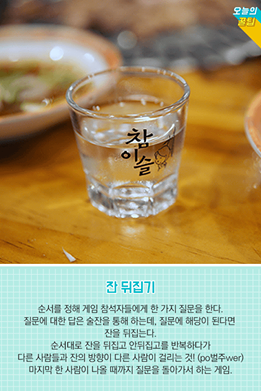 오늘의
꿀팁
참
이슬
잔 뒤집기
순서를 정해 게임 참석자들에게 한 가지 질문을 한다.
질문에 대한 답은 술잔을 통해 하는데, 질문에 해당이 된다면
잔을 뒤집는다.
순서대로 잔을 뒤집고 안뒤집고를 반복하다가
다른 사람들과 잔의 방향이 다른 사람이 걸리는 것! (po벌주wer)
마지막 한 사람이 나올 때까지 질문을 돌아가서 하는 게임.